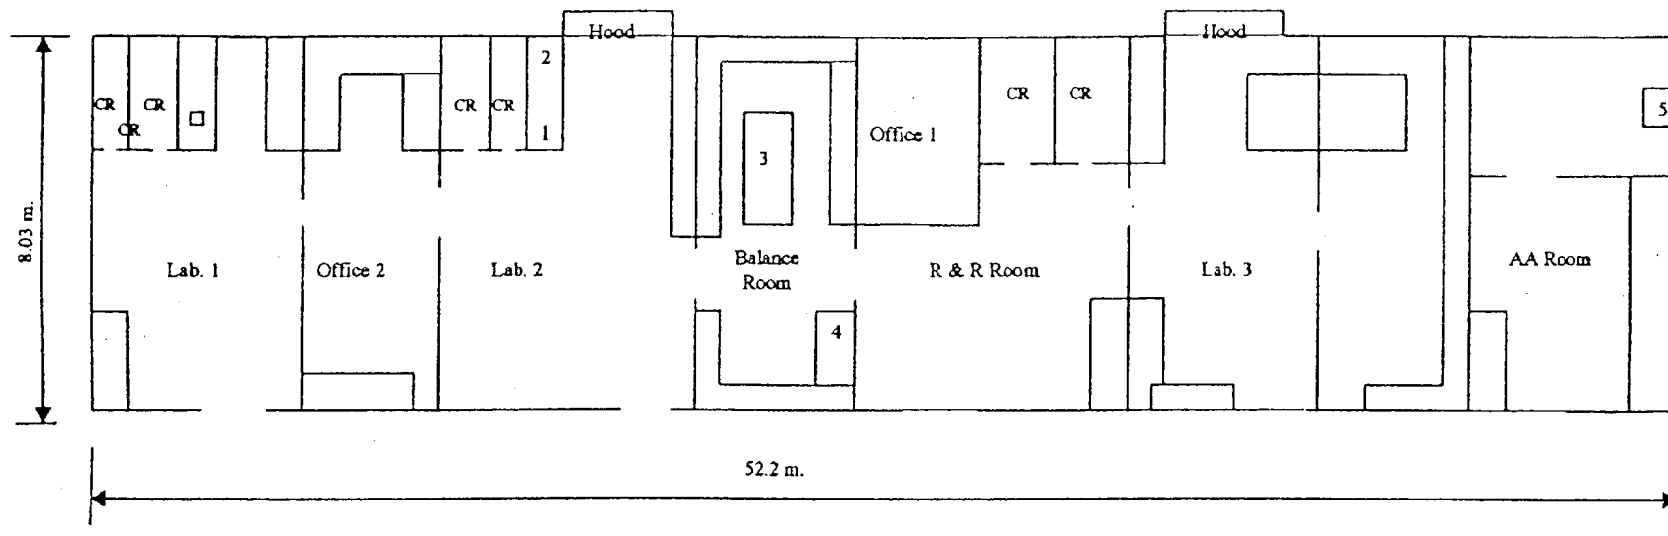 Hood
Hood
2
CR
CR
CR
CR
CR
CR
CR
5
1
Office 1
3
8.03 m.
Lab. 1
Office 2
Lab. 2
Balance
Room
R & R Room
Lab. 3
AA Room
4
52.2 m.